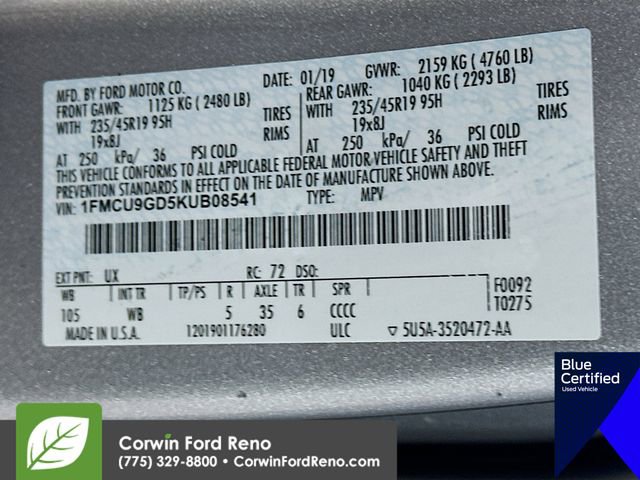 MFD. BY FORD MOTOR CO.
DATE: 01/19 GVWR: 2159 KG ( 4760 LB)
FRONT GAWR: 1125 KG ( 2480 LB)
REAR GAWR: 1040 KG ( 2293 LB)
WITH 235/45R19 95H TIRES
WITH 235/45R19 95H TIRES
19x8J RIMS
19x8J RIMS
AT 250 kPa/ 36 PSI COLD
AT 250 kPa/ 36 PSI COLD
THIS VEHICLE CONFORMS TO ALL APPLICABLE FEDERAL MOTOR VEHICLE SAFETY AND THEFT
PREVENTION STANDARDS IN EFFECT ON THE DATE OF MANUFACTURE SHOWN ABOVE.
VIN: 1FMCU9GD5KUB08541 TYPE: MPV
EXT PNT: UX RC: 72 DSO:
WB INT TR TP/PS R AXLE TR SPR F0092
105 WB 5 35 6 CCCC T0275
MADE IN U.S.A. 1201901176280 ULC ▽ 5U5A-3520472-AA
Blue
Certified
Used Vehicle
Corwin Ford Reno
(775) 329-8800 • CorwinFordReno.com